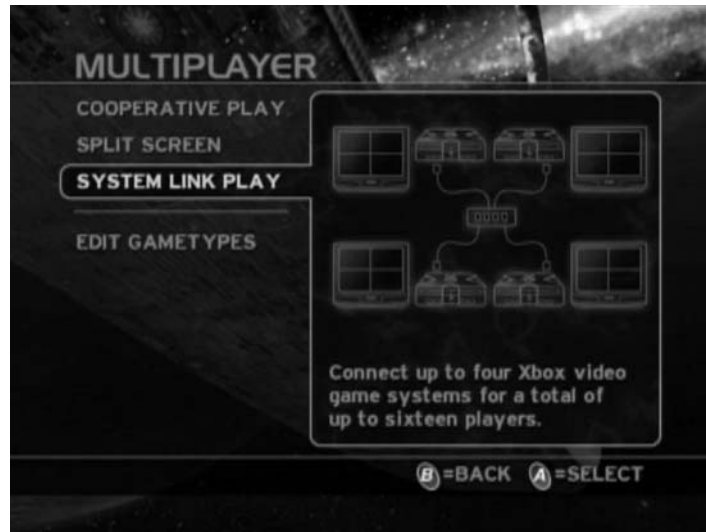 MULTIPLAYER
COOPERATIVE PLAY
SPLIT SCREEN
SYSTEM LINK PLAY
EDIT GAMETYPES
Connect up to four Xbox video
game systems for a total of
up to sixteen players.
B=BACK A=SELECT